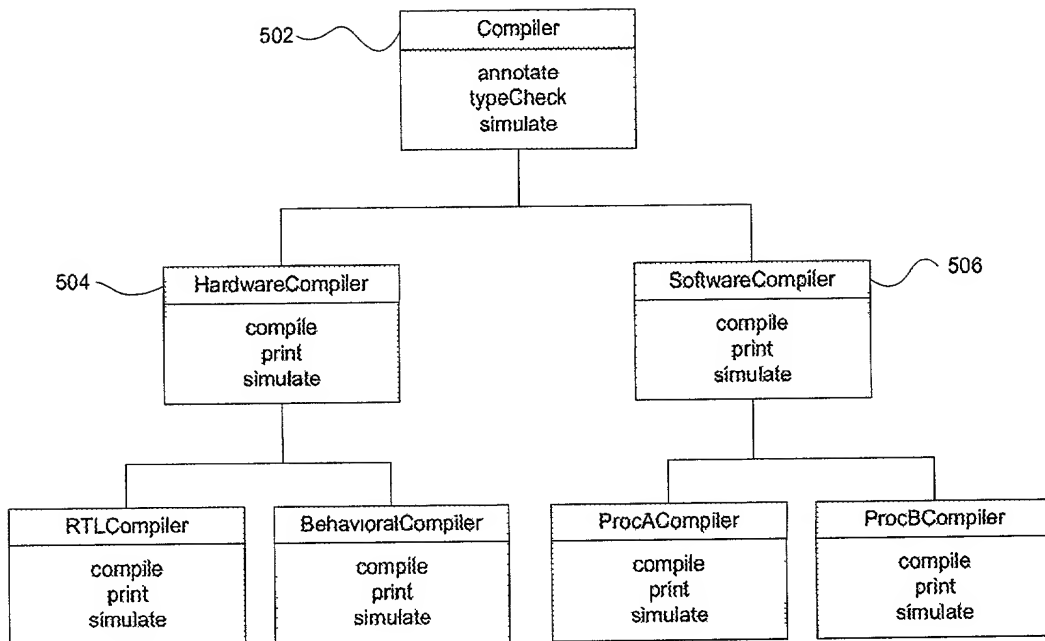 502
Compiler
annotate
typeCheck
simulate
504
HardwareCompiler
compile
print
simulate
SoftwareCompiler
506
compile
print
simulate
RTLCompiler
compile
print
simulate
BehavioralCompiler
compile
print
simulate
ProcACompiler
compile
print
simulate
ProcBCompiler
compile
print
simulate